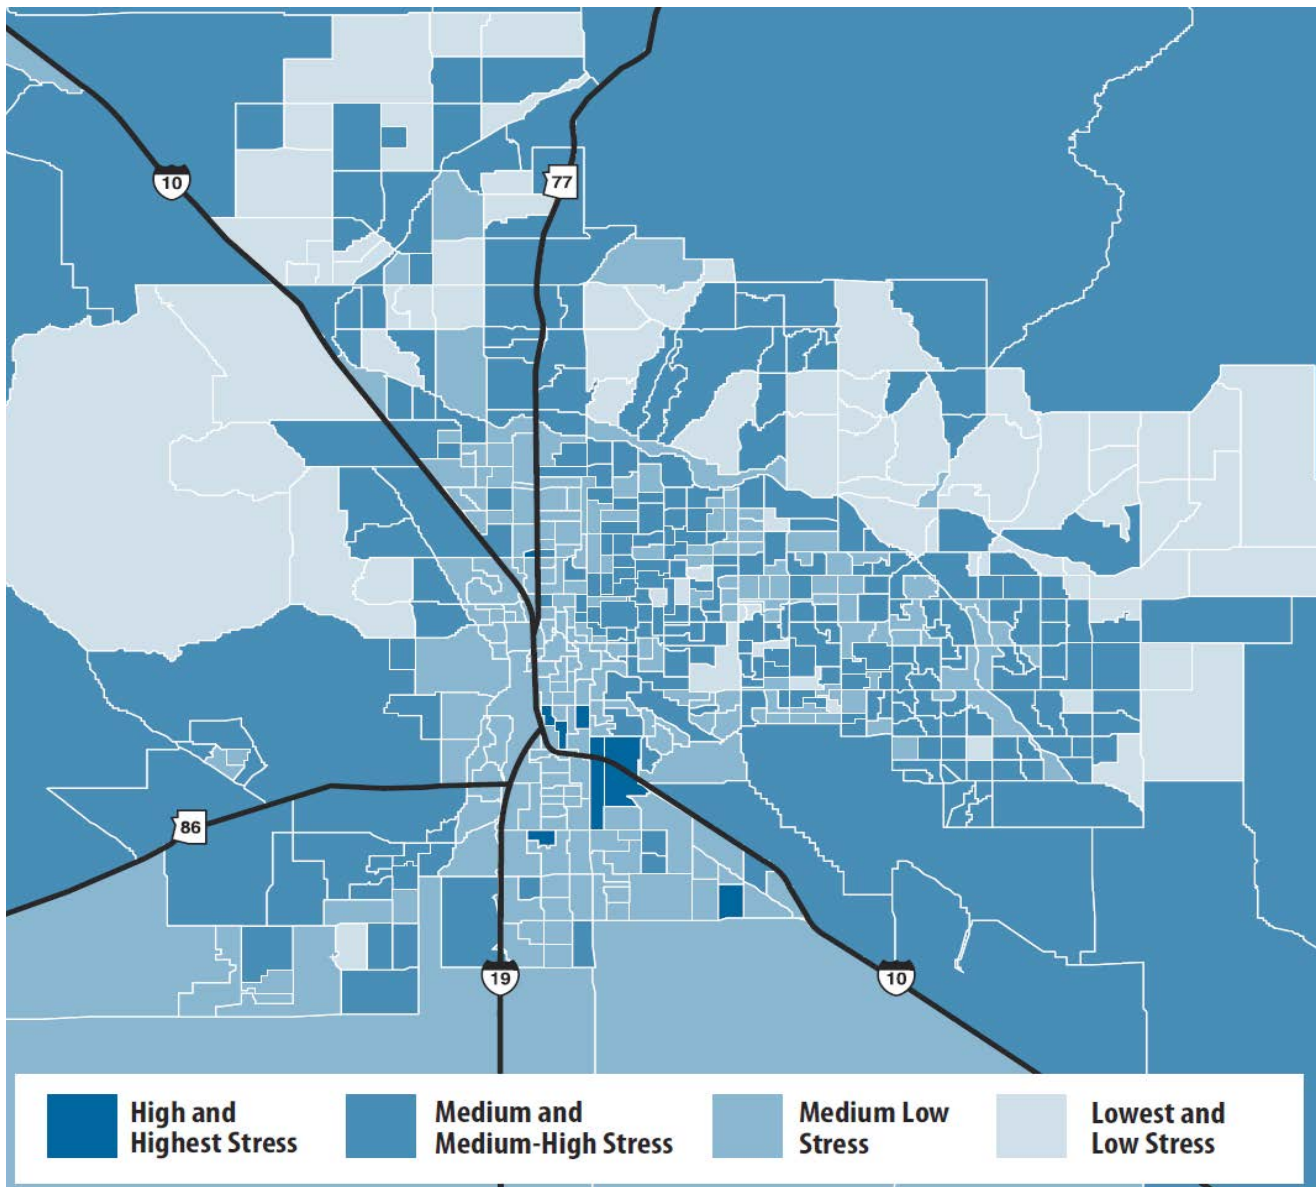 10
77
86
19
10
High and
Highest Stress
Medium and
Medium-High Stress
Medium Low
Stress
Lowest and
Low Stress